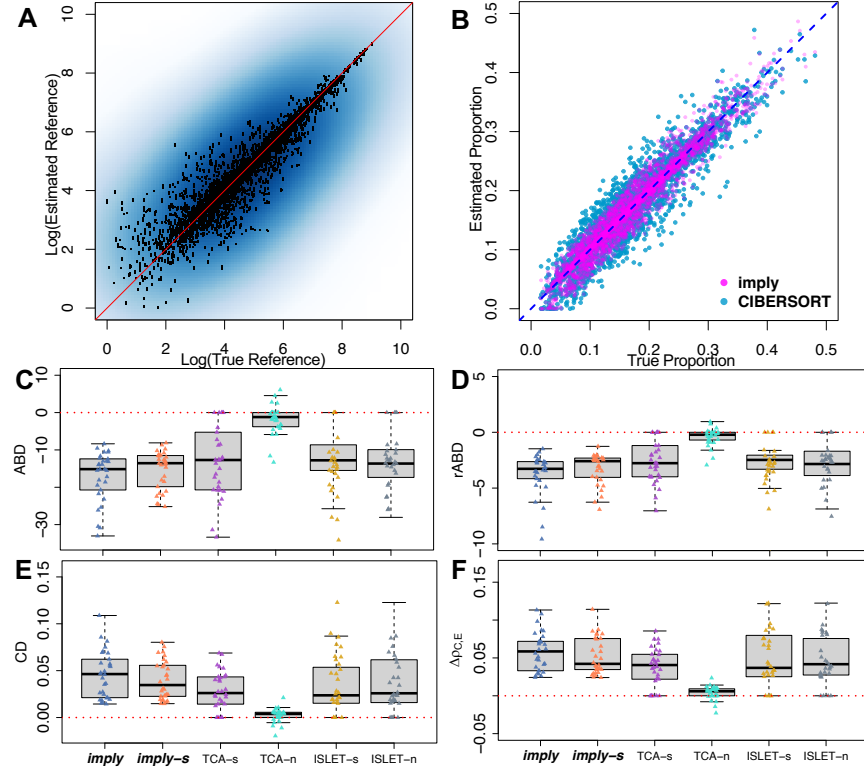 A
Log(Estimated Reference)
10
8
6
4
2
0
0 2 4 6 8 10
Log(True Reference)
B
Estimated Proportion
0.5
0.4
0.3
0.2
0.1
0.0
imply
CIBERSORT
0.0 0.1 0.2 0.3 0.4 0.5
True Proportion
C
ABD
10
0
−10
−30
D
rABD
5
0
−5
−10
E
CD
0.15
0.10
0.05
0.00
imply imply−s TCA−s TCA−n ISLET−s ISLET−n
F
ΔρC,E
0.15
0.05
−0.05
imply imply−s TCA−s TCA−n ISLET−s ISLET−n